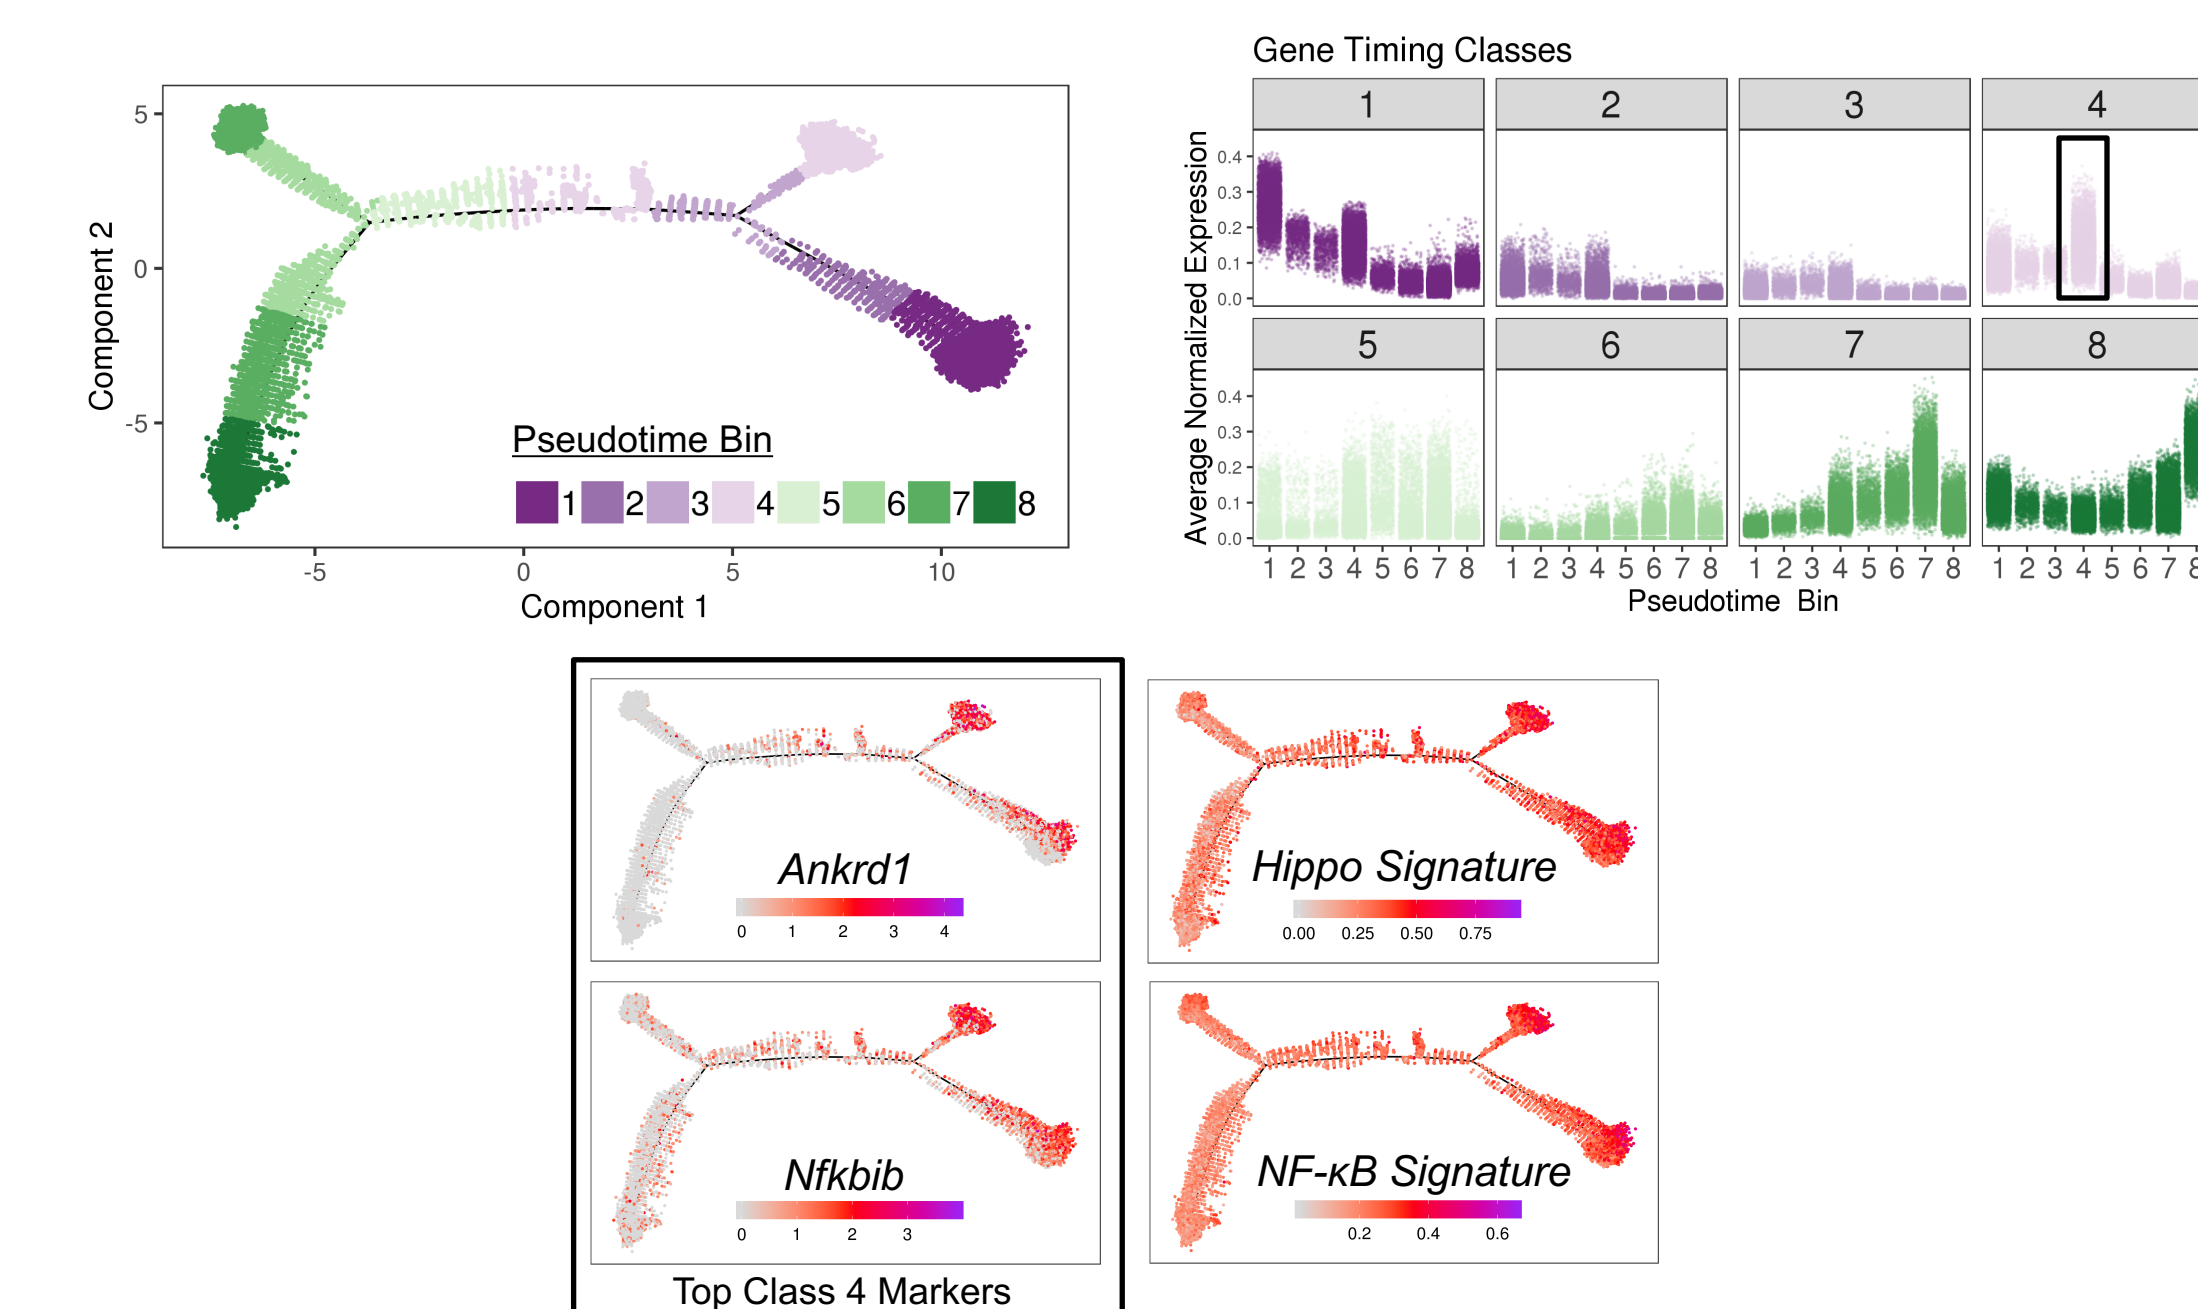 Gene Timing Classes
Component 2
5
0
-5
-5 0 5 10
Component 1
Pseudotime Bin
1 2 3 4 5 6 7 8
Average Normalized Expression
1 2 3 4
0.4
0.3
0.2
0.1
0.0
5 6 7 8
0.4
0.3
0.2
0.1
0.0
1 2 3 4 5 6 7 8 1 2 3 4 5 6 7 8 1 2 3 4 5 6 7 8 1 2 3 4 5 6 7 8
Pseudotime Bin
Ankrd1
0 1 2 3 4
Hippo Signature
0.00 0.25 0.50 0.75
Nfkbib
0 1 2 3
NF-κB Signature
0.2 0.4 0.6
Top Class 4 Markers